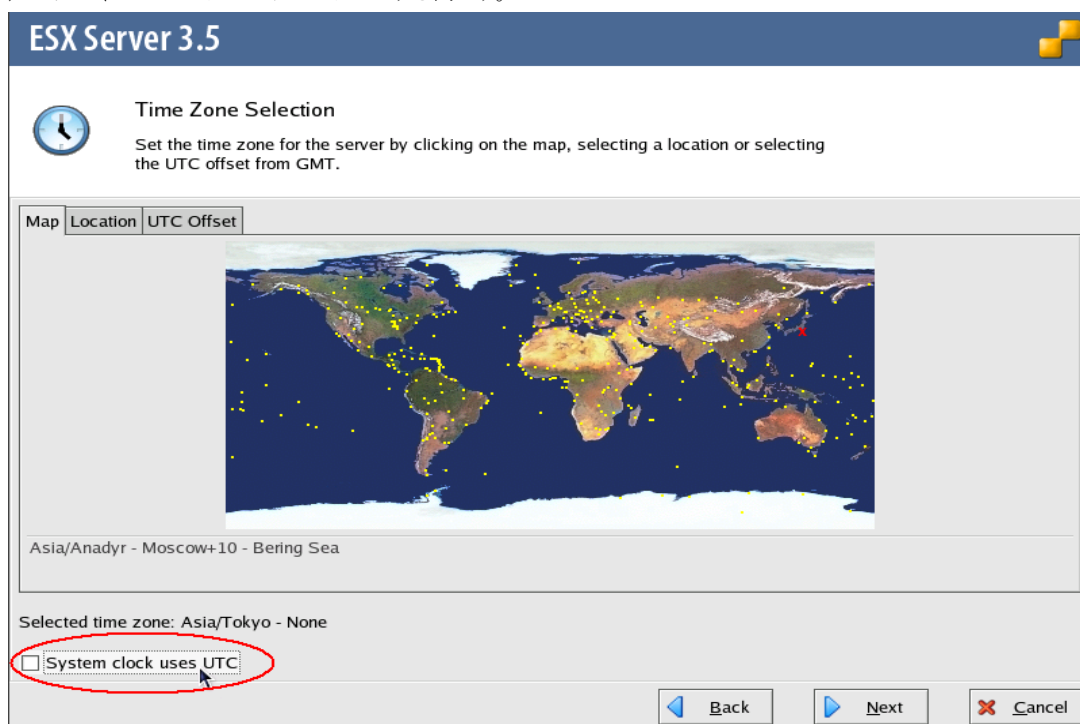 ESX Server 3.5
Time Zone Selection
Set the time zone for the server by clicking on the map, selecting a location or selecting
the UTC offset from GMT.
Map Location UTC Offset
Asia/Anadyr - Moscow+10 - Bering Sea
Selected time zone: Asia/Tokyo - None
System clock uses UTC
Back Next Cancel